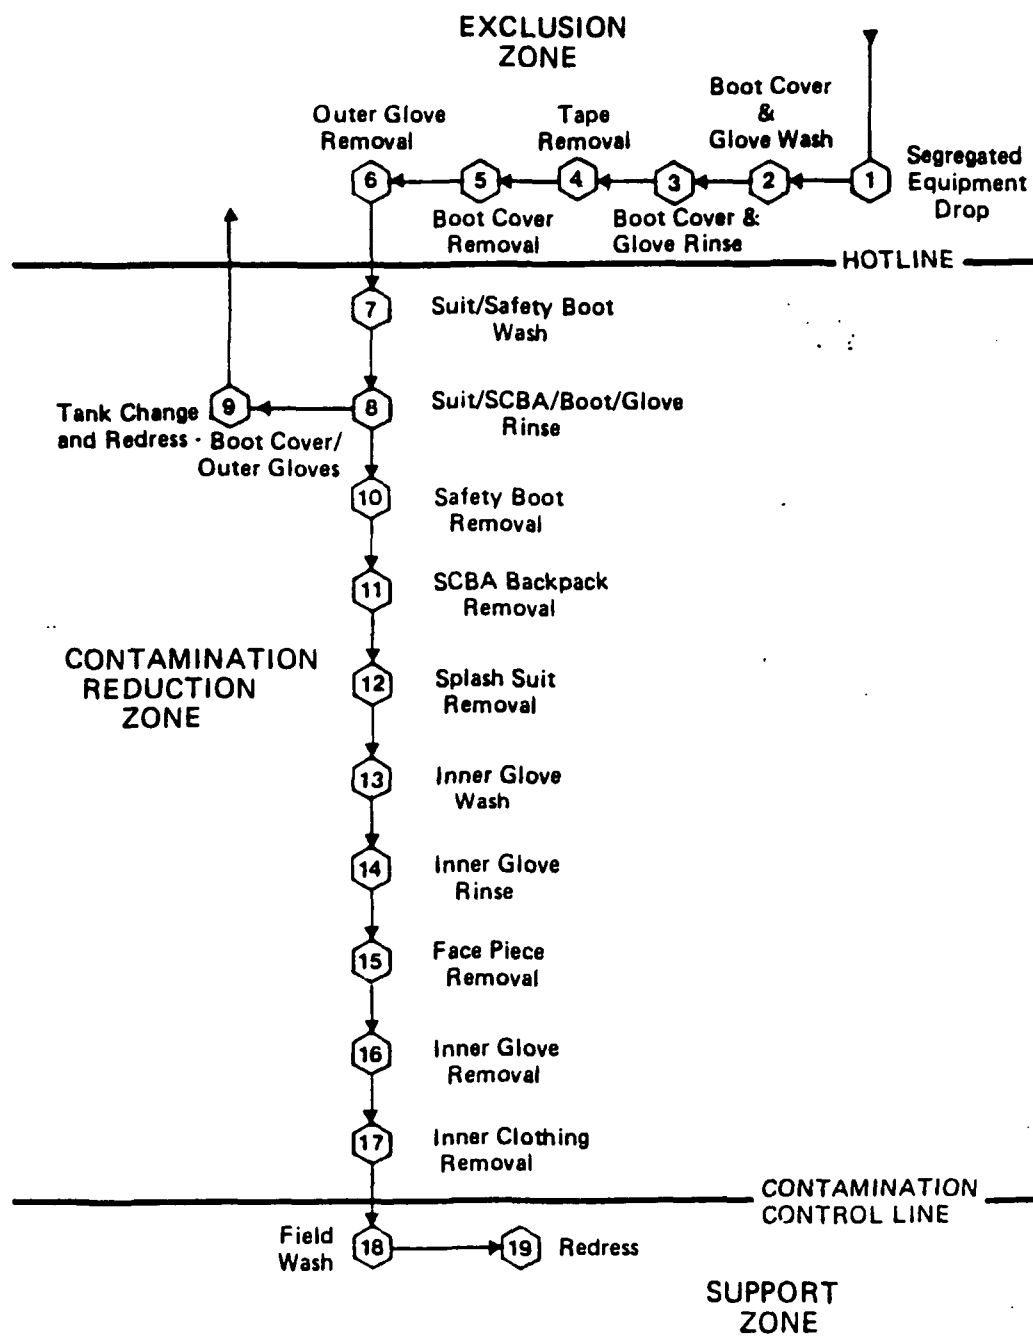 EXCLUSION
ZONE
Boot Cover
&
Glove Wash
Outer Glove
Removal
Tape
Removal
Segregated
Equipment
Drop
6
5
4
3
2
1
Boot Cover
Removal
Boot Cover &
Glove Rinse
HOTLINE
7
Suit/Safety Boot
Wash
Tank Change
and Redress - Boot Cover/
Outer Gloves
9
8
Suit/SCBA/Boot/Glove
Rinse
10
Safety Boot
Removal
11
SCBA Backpack
Removal
CONTAMINATION
REDUCTION
ZONE
12
Splash Suit
Removal
13
Inner Glove
Wash
14
Inner Glove
Rinse
15
Face Piece
Removal
16
Inner Glove
Removal
17
Inner Clothing
Removal
CONTAMINATION
CONTROL LINE
Field
Wash
18
19
Redress
SUPPORT
ZONE